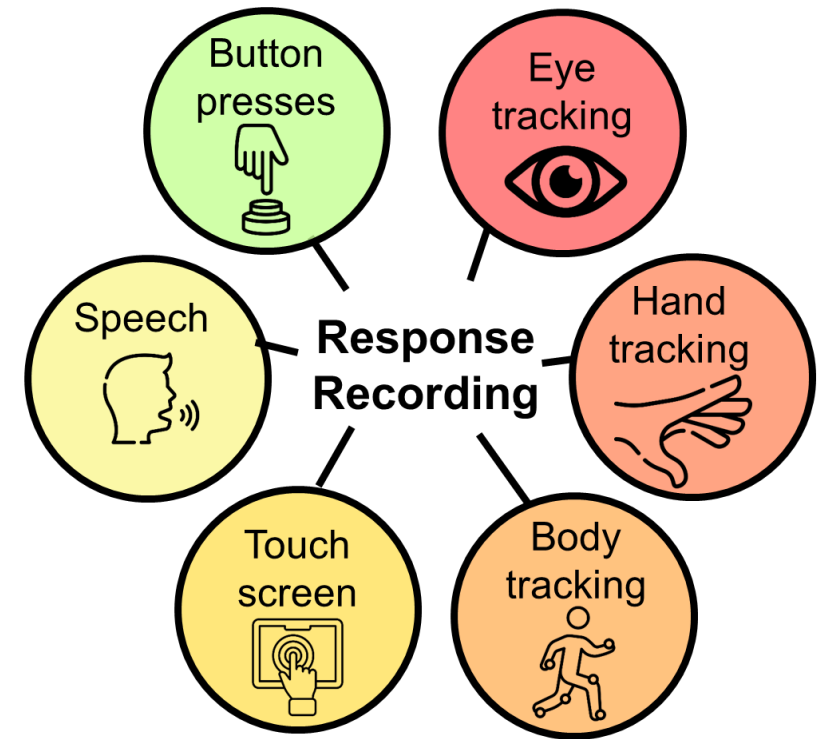 Button
presses
Eye
tracking
Speech
Response
Recording
Hand
tracking
Touch
screen
Body
tracking